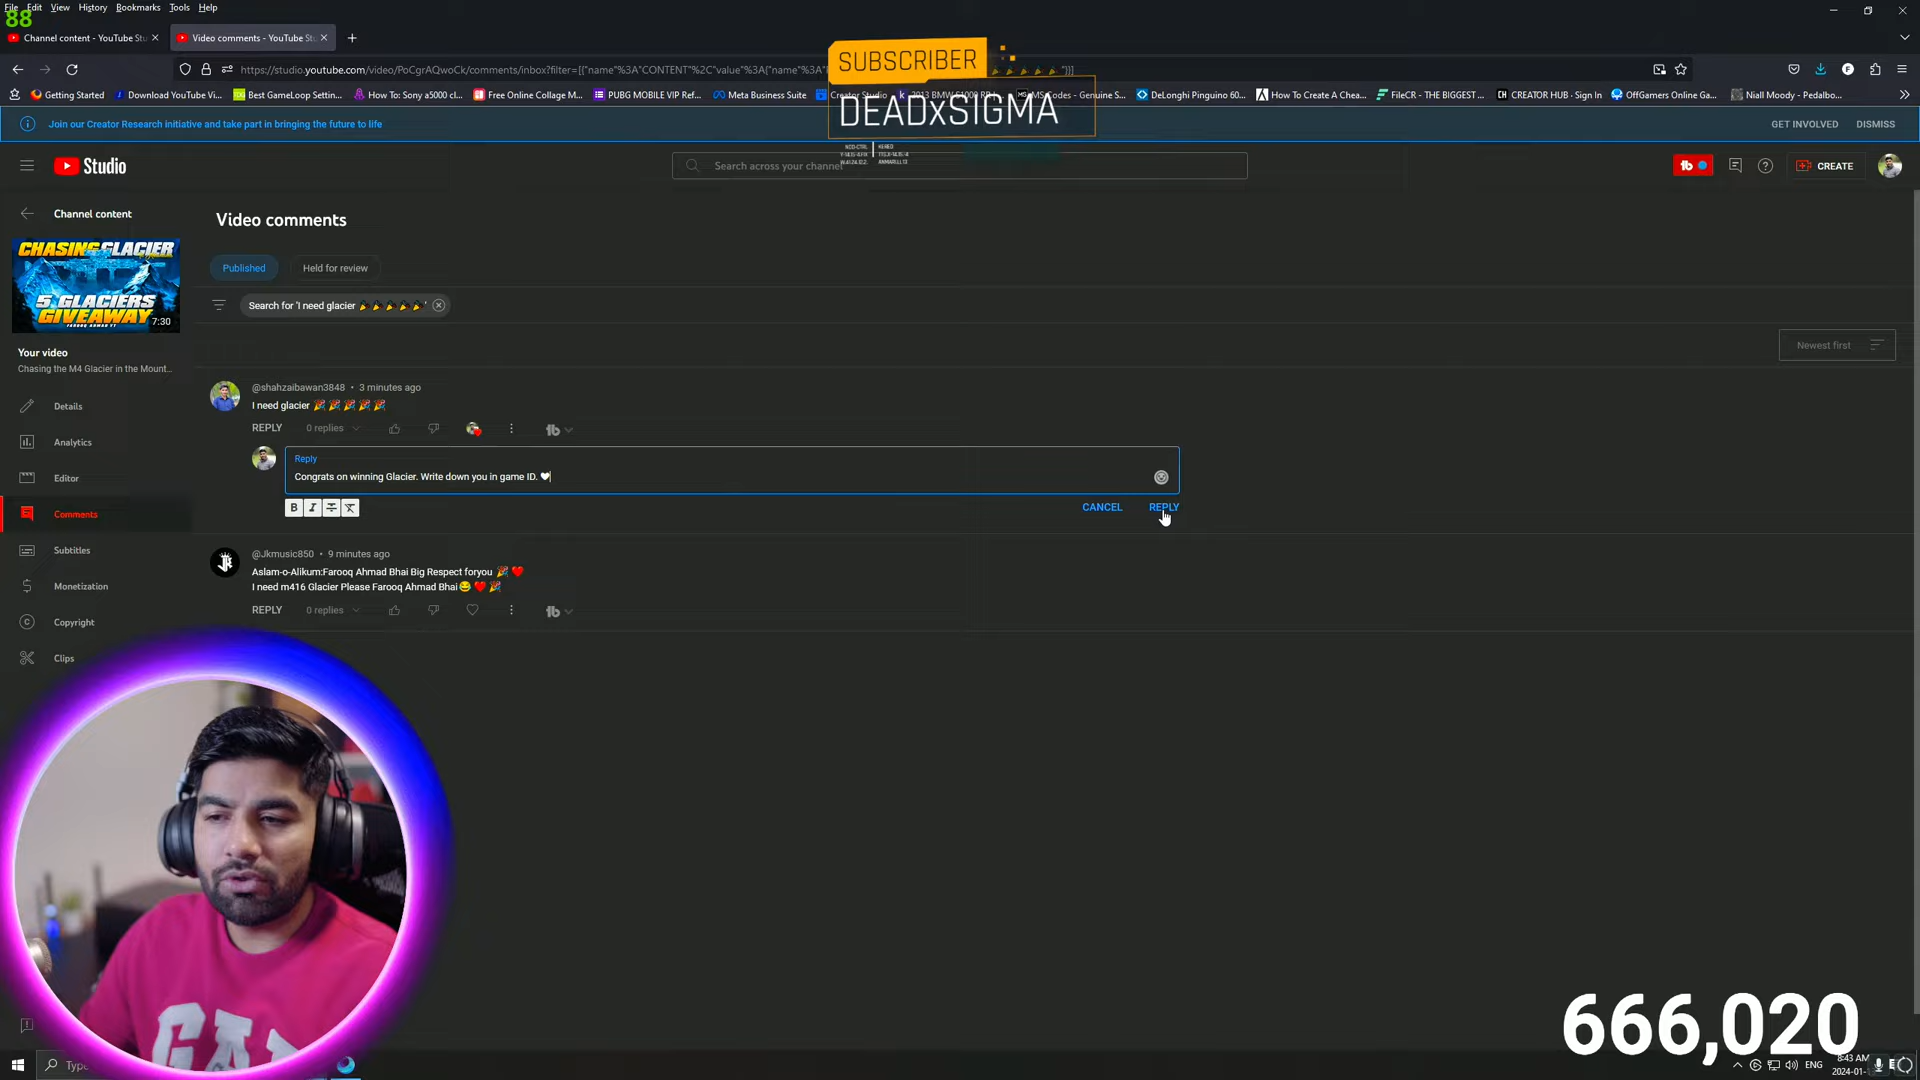 File Edit View History Bookmarks Tools Help
88
Channel content - YouTube Stu
Video comments - YouTube Stu
SUBSCRIBER
DEADxSIGMA
Getting Started
Download YouTube Vi...
Best GameLoop Settin...
How To: Sony a5000 cl...
Free Online Collage M...
PUBG MOBILE VIP Ref...
Meta Business Suite
How To Create A Chea...
FileCR - THE BIGGEST ...
CREATOR HUB · Sign In
OffGamers Online Ga...
Niall Moody - Pedalbo...
DeLonghi Pinguino 60...
Join our Creator Research initiative and take part in bringing the future to life
GET INVOLVED
DISMISS
Studio
Search across your channel
CREATE
Channel content
Video comments
CHASING GLACIER
5 GLACIERS
GIVEAWAY
FAROOQ AHMAD YT
7:30
Published
Held for review
Search for 'I need glacier 🎉🎉🎉🎉🎉'
Newest first
Your video
Chasing the M4 Glacier in the Mount...
Details
Analytics
Editor
Comments
Subtitles
Monetization
Copyright
Clips
@shahzaibawan3848 • 3 minutes ago
I need glacier 🎉🎉🎉🎉🎉
REPLY 0 replies
Reply
Congrats on winning Glacier. Write down you in game ID. 🤍
B I
CANCEL REPLY
@Jkmusic850 • 9 minutes ago
Aslam-o-Alikum:Farooq Ahmad Bhai Big Respect foryou 🎉❤️
I need m416 Glacier Please Farooq Ahmad Bhai😂❤️🎉
REPLY 0 replies
666,020
ENG
8:43 AM